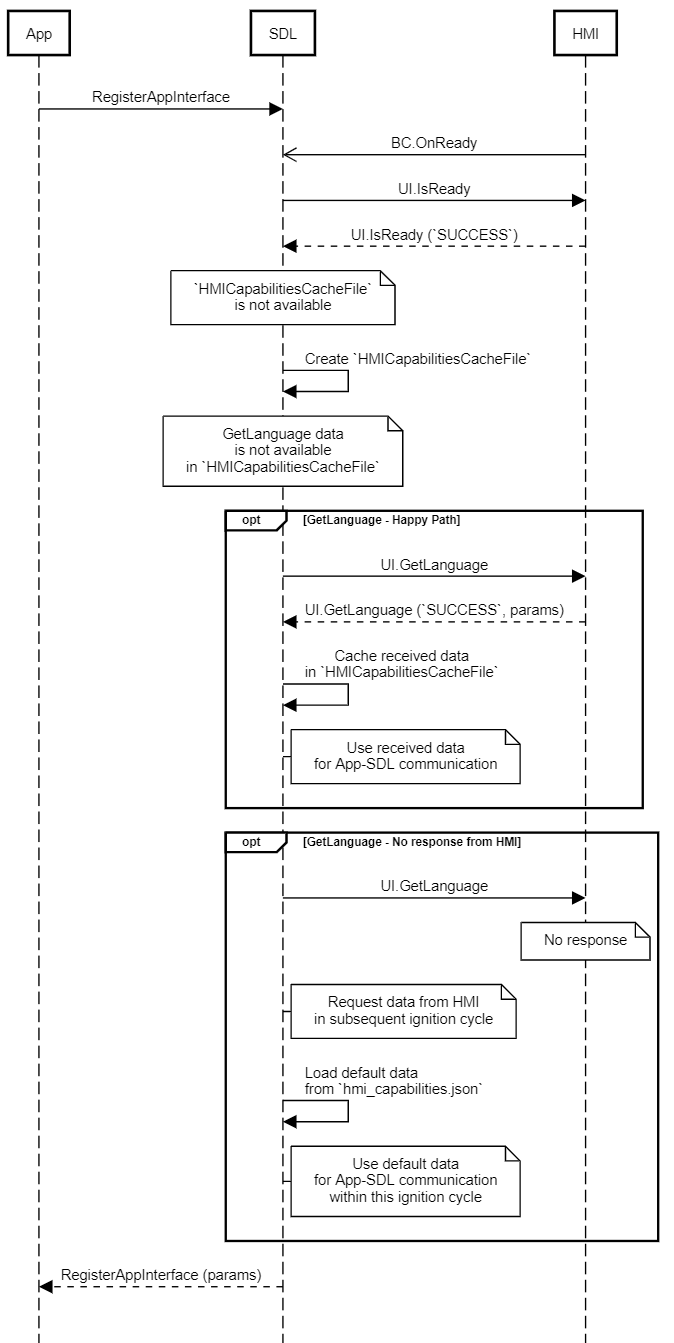 App
SDL
HMI
RegisterAppInterface
BC.OnReady
UI.IsReady
UI.IsReady (`SUCCESS`)
`HMICapabilitiesCacheFile`
is not available
Create `HMICapabilitiesCacheFile`
GetLanguage data
is not available
in `HMICapabilitiesCacheFile`
opt
[GetLanguage - Happy Path]
UI.GetLanguage
UI.GetLanguage (`SUCCESS`, params)
Cache received data
in `HMICapabilitiesCacheFile`
Use received data
for App-SDL communication
opt
[GetLanguage - No response from HMI]
UI.GetLanguage
No response
Request data from HMI
in subsequent ignition cycle
Load default data
from `hmi_capabilities.json`
Use default data
for App-SDL communication
within this ignition cycle
RegisterAppInterface (params)